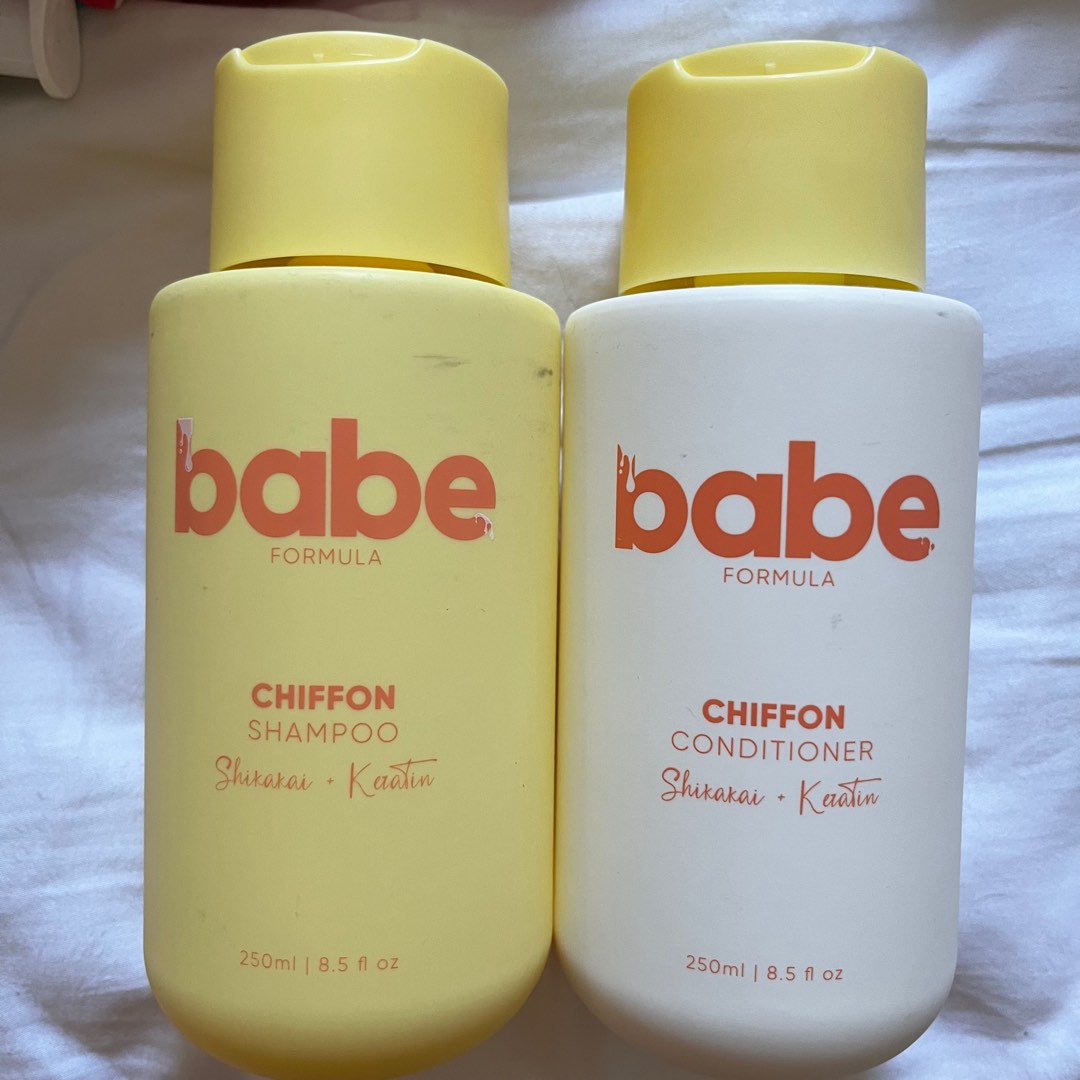 babe
FORMULA
CHIFFON
SHAMPOO
Shikakai + Keratin
250ml | 8.5 fl oz
babe
FORMULA
CHIFFON
CONDITIONER
Shikakai + Keratin
250ml | 8.5 fl oz